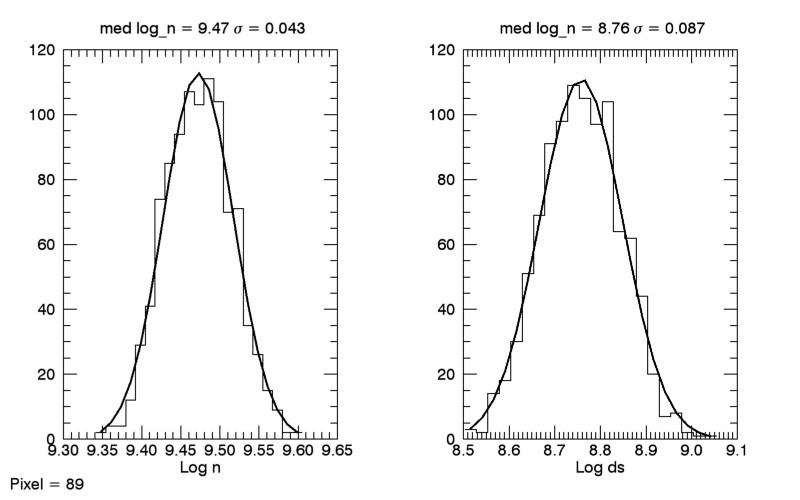 med log_n = 9.47 σ = 0.043
med log_n = 8.76 σ = 0.087
120
100
80
60
40
20
0
9.30 9.35 9.40 9.45 9.50 9.55 9.60 9.65
Log n
120
100
80
60
40
20
0
8.5 8.6 8.7 8.8 8.9 9.0 9.1
Log ds
Pixel = 89